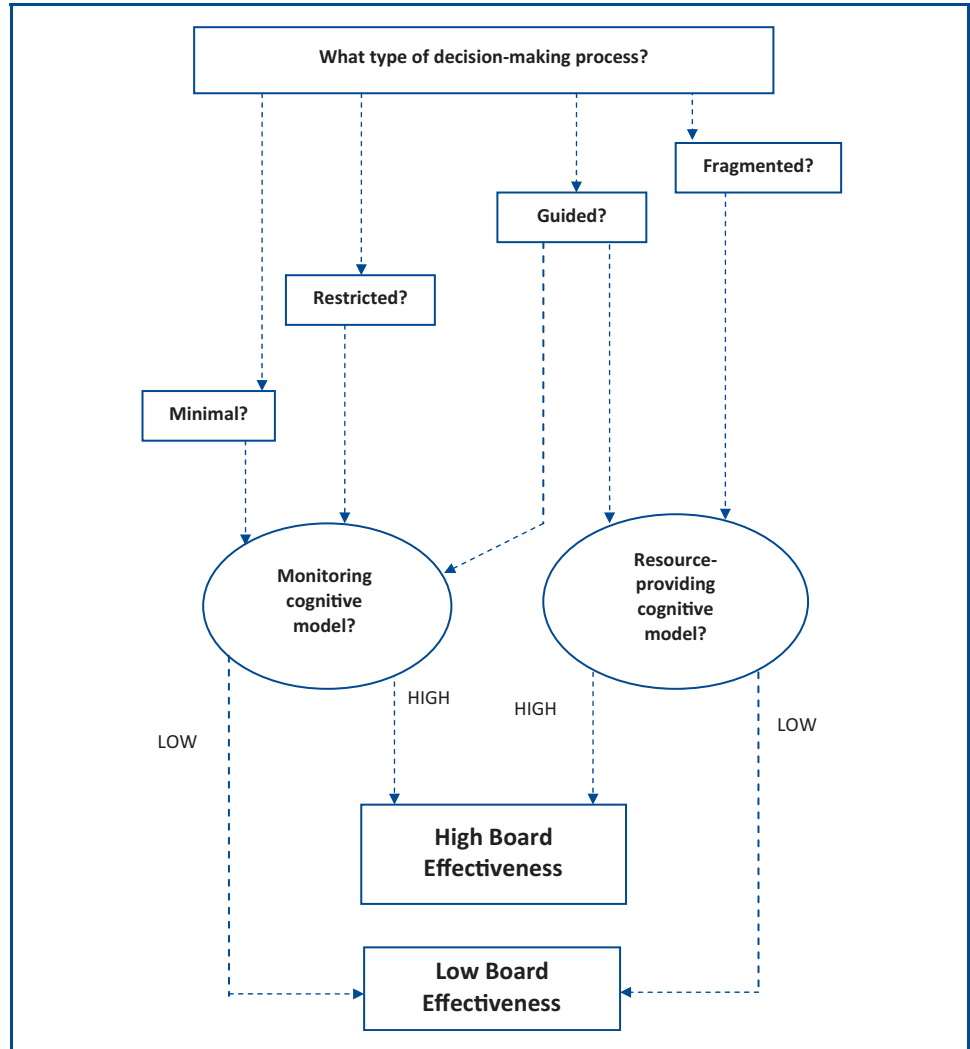 What type of decision-making process?
Fragmented?
Guided?
Restricted?
Minimal?
Monitoring
cognitive
model?
Resource-
providing
cognitive
model?
HIGH
HIGH
LOW
LOW
High Board
Effectiveness
Low Board
Effectiveness